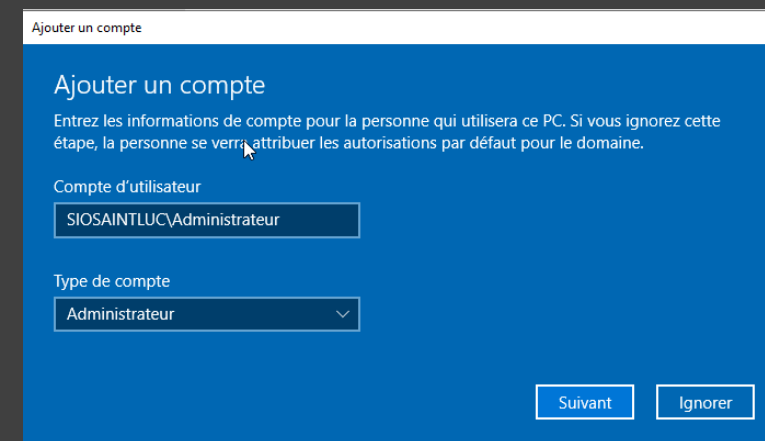 Ajouter un compte
Ajouter un compte
Entrez les informations de compte pour la personne qui utilisera ce PC. Si vous ignorez cette
étape, la personne se verra attribuer les autorisations par défaut pour le domaine.
Compte d'utilisateur
SIOSAINTLUC\Administrateur
Type de compte
Administrateur
Suivant
Ignorer